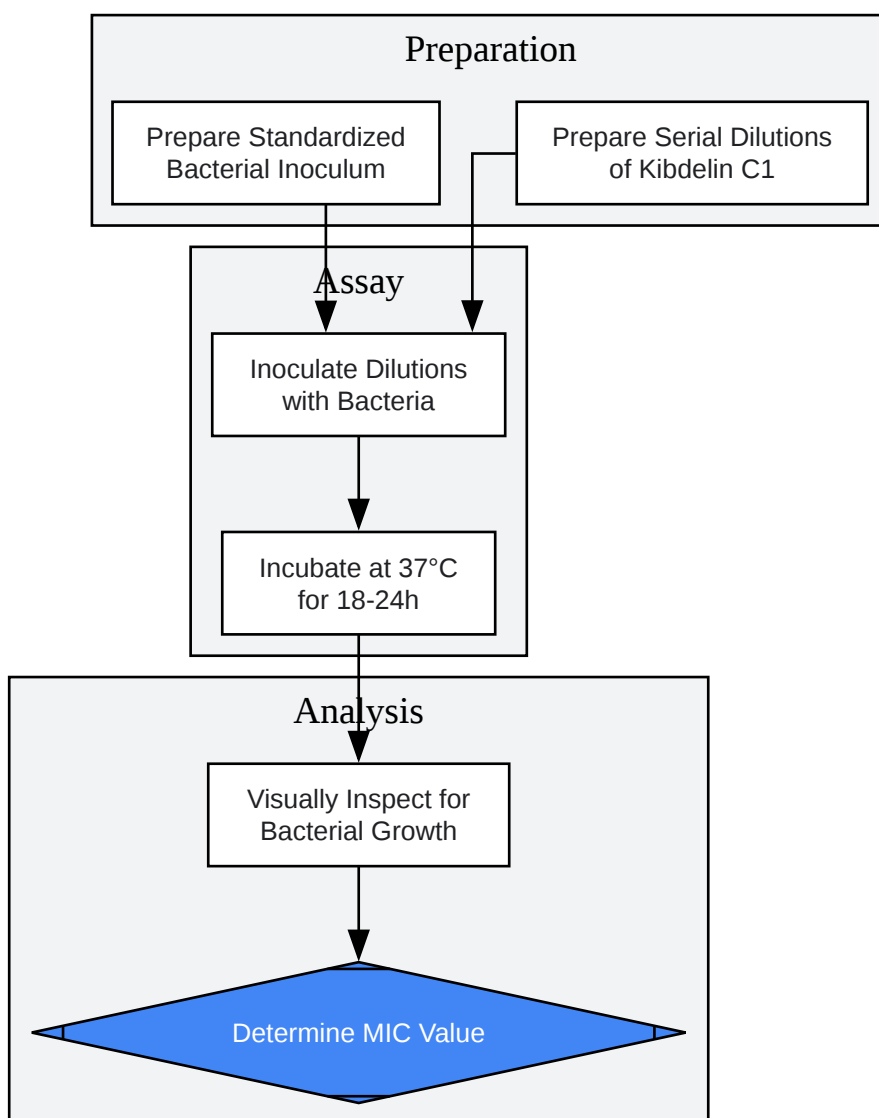 Preparation
Prepare Standardized
Bacterial Inoculum
Prepare Serial Dilutions
of Kibdelin C1
Assay
Inoculate Dilutions
with Bacteria
Incubate at 37°C
for 18-24h
Analysis
Visually Inspect for
Bacterial Growth
Determine MIC Value